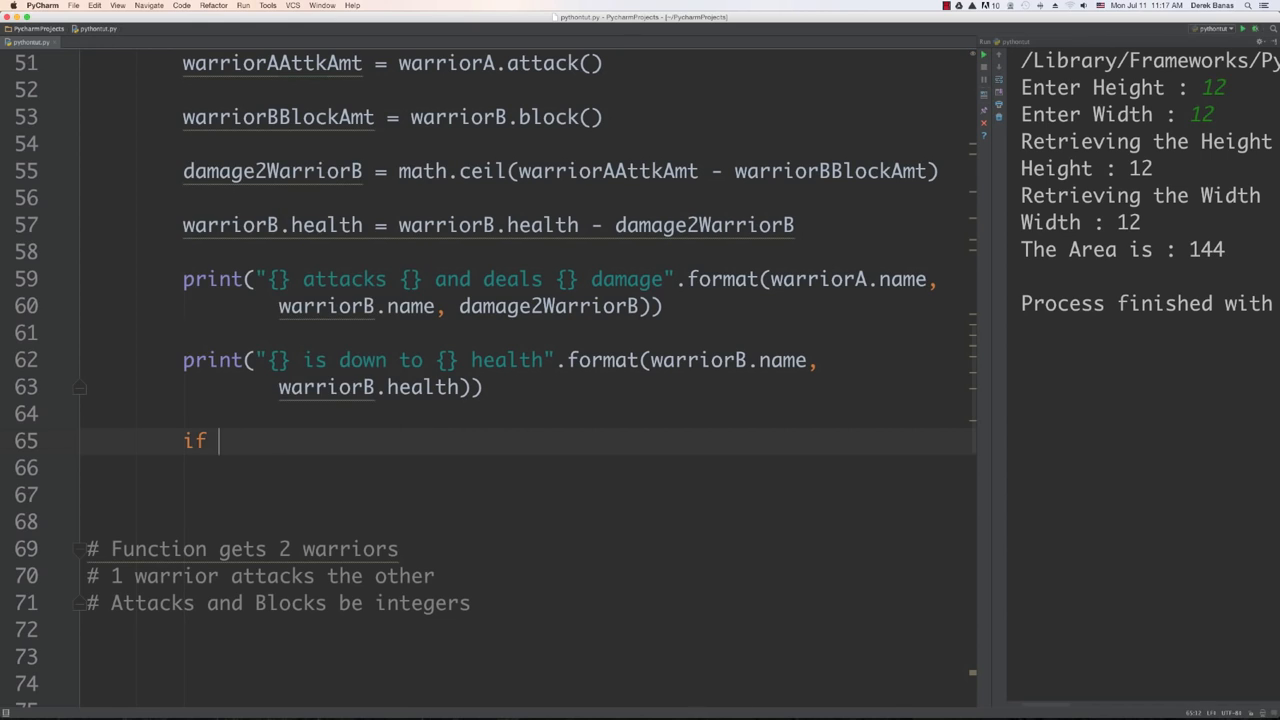 PyCharm File Edit View Navigate Code Refactor Run Tools VCS Window Help 10 Mon Jul 11 11:17 AM Derek Banas
pythontut.py - PycharmProjects - [~/PycharmProjects]
PycharmProjects pythontut.py pythontut
pythontut.py Run: pythontut
51 warriorAAttkAmt = warriorA.attack()
52
53 warriorBBlockAmt = warriorB.block()
54
55 damage2WarriorB = math.ceil(warriorAAttkAmt - warriorBBlockAmt)
56
57 warriorB.health = warriorB.health - damage2WarriorB
58
59 print("{} attacks {} and deals {} damage".format(warriorA.name,
60 warriorB.name, damage2WarriorB))
61
62 print("{} is down to {} health".format(warriorB.name,
63 warriorB.health))
64
65 if
66
67
68
69 # Function gets 2 warriors
70 # 1 warrior attacks the other
71 # Attacks and Blocks be integers
72
73
74
/Library/Frameworks/Py
Enter Height : 12
Enter Width : 12
Retrieving the Height
Height : 12
Retrieving the Width
Width : 12
The Area is : 144
Process finished with
65:12 LF÷ UTF-8÷